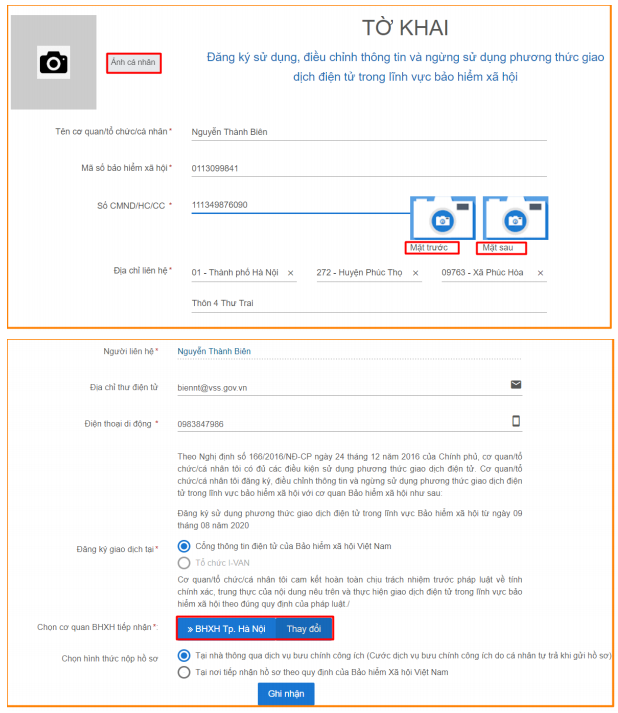 TỜ KHAI
Ảnh cá nhân
Đăng ký sử dụng, điều chỉnh thông tin và ngừng sử dụng phương thức giao
dịch điện tử trong lĩnh vực bảo hiểm xã hội
Tên cơ quan/tổ chức/cá nhân * Nguyễn Thành Biên
Mã số bảo hiểm xã hội * 0113099841
Số CMND/HC/CC * 111349876090
Mặt trước Mặt sau
Địa chỉ liên hệ * 01 - Thành phố Hà Nội × 272 - Huyện Phúc Thọ × 09763 - Xã Phúc Hòa ×
Thôn 4 Thư Trai
Người liên hệ * Nguyễn Thành Biên
Địa chỉ thư điện tử biennt@vss.gov.vn
Điện thoại di động * 0983847986
Theo Nghị định số 166/2016/NĐ-CP ngày 24 tháng 12 năm 2016 của Chính phủ, cơ quan/tổ
chức/cá nhân tôi có đủ các điều kiện sử dụng phương thức giao dịch điện tử. Cơ quan/tổ
chức/cá nhân tôi đăng ký, điều chỉnh thông tin và ngừng sử dụng phương thức giao dịch điện
tử trong lĩnh vực bảo hiểm xã hội với cơ quan Bảo hiểm xã hội như sau:
Đăng ký sử dụng phương thức giao dịch điện tử trong lĩnh vực Bảo hiểm xã hội từ ngày 09
tháng 08 năm 2020
Đăng ký giao dịch tại * Cổng thông tin điện tử của Bảo hiểm xã hội Việt Nam
Tổ chức I-VAN
Cơ quan/tổ chức/cá nhân tôi cam kết hoàn toàn chịu trách nhiệm trước pháp luật về tính
chính xác, trung thực của nội dung nêu trên và thực hiện giao dịch điện tử trong lĩnh vực bảo
hiểm xã hội theo đúng quy định của pháp luật./
Chọn cơ quan BHXH tiếp nhận * » BHXH Tp. Hà Nội Thay đổi
Chọn hình thức nộp hồ sơ Tại nhà thông qua dịch vụ bưu chính công ích (Cước dịch vụ bưu chính công ích do cá nhân tự trả khi gửi hồ sơ)
Tại nơi tiếp nhận hồ sơ theo quy định của Bảo hiểm Xã hội Việt Nam
Ghi nhận